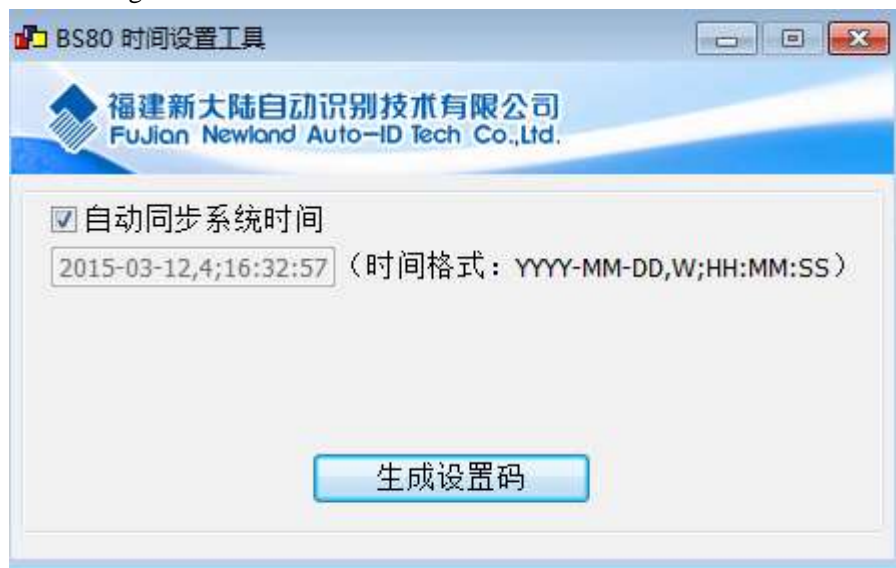 BS80 时间设置工具
福建新大陆自动识别技术有限公司
FuJian Newland Auto-ID Tech Co.,Ltd.
自动同步系统时间
2015-03-12,4;16:32:57 (时间格式：YYYY-MM-DD,W;HH:MM:SS)
生成设置码